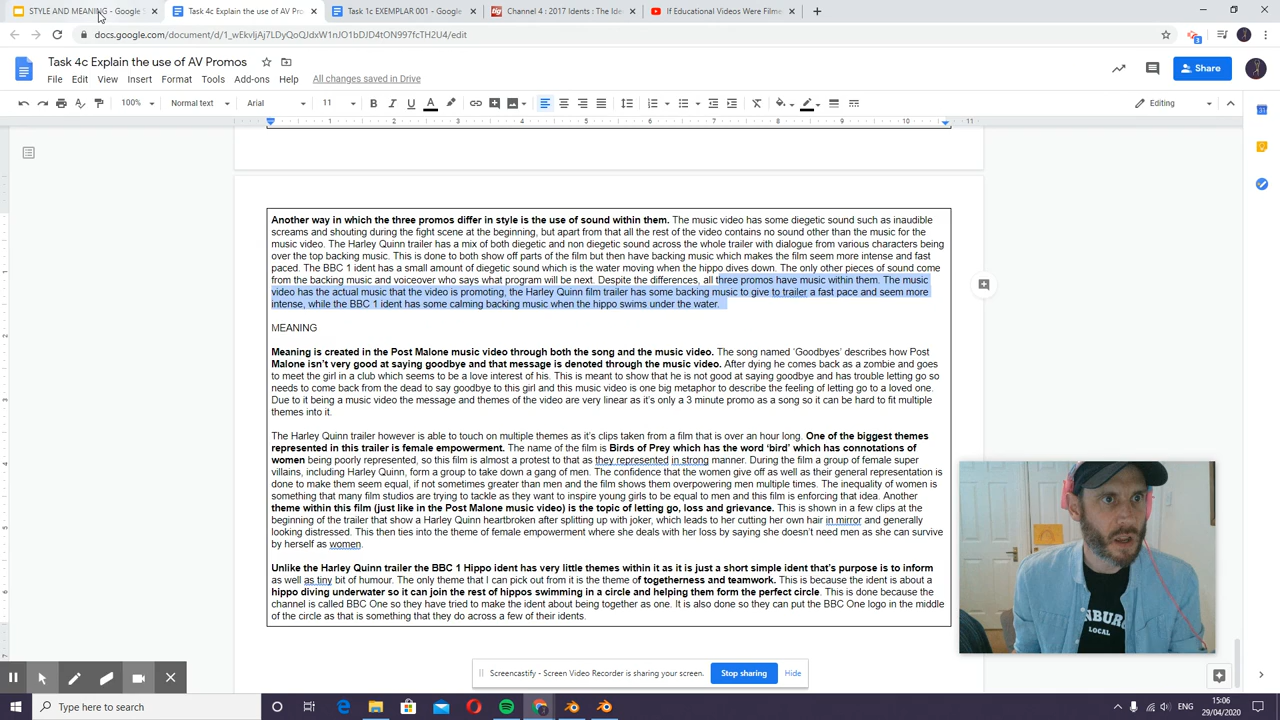 STYLE AND MEANING - Google S
Task 4c Explain the use of AV Pro
Task 1c EXEMPLAR 001 - Google
Channel 4 : 2017 Idents : The Ide
If Educational Videos Were Filme
docs.google.com/document/d/1_wEkvIjAj7LDyQoQJdxW1nJO1bDJD4tON997fcTH2U4/edit
Task 4c Explain the use of AV Promos
File Edit View Insert Format Tools Add-ons Help All changes saved in Drive
Share
100% Normal text Arial 11 B I U A Editing
1 2 3 4 5 6 7 8 9 10 11
Another way in which the three promos differ in style is the use of sound within them. The music video has some diegetic sound such as inaudible
screams and shouting during the fight scene at the beginning, but apart from that all the rest of the video contains no sound other than the music for the
music video. The Harley Quinn trailer has a mix of both diegetic and non diegetic sound across the whole trailer with dialogue from various characters being
over the top backing music. This is done to both show off parts of the film but then have backing music which makes the film seem more intense and fast
paced. The BBC 1 ident has a small amount of diegetic sound which is the water moving when the hippo dives down. The only other pieces of sound come
from the backing music and voiceover who says what program will be next. Despite the differences, all three promos have music within them. The music
video has the actual music that the video is promoting, the Harley Quinn film trailer has some backing music to give to trailer a fast pace and seem more
intense, while the BBC 1 ident has some calming backing music when the hippo swims under the water.
MEANING
Meaning is created in the Post Malone music video through both the song and the music video. The song named ‘Goodbyes’ describes how Post
Malone isn’t very good at saying goodbye and that message is denoted through the music video. After dying he comes back as a zombie and goes
to meet the girl in a club which seems to be a love interest of his. This is meant to show that he is not good at saying goodbye and has trouble letting go so
needs to come back from the dead to say goodbye to this girl and this music video is one big metaphor to describe the feeling of letting go to a loved one.
Due to it being a music video the message and themes of the video are very linear as it’s only a 3 minute promo as a song so it can be hard to fit multiple
themes into it.
The Harley Quinn trailer however is able to touch on multiple themes as it’s clips taken from a film that is over an hour long. One of the biggest themes
represented in this trailer is female empowerment. The name of the film is Birds of Prey which has the word ‘bird’ which has connotations of
women being poorly represented, so this film is almost a protest to that as they represented in strong manner. During the film a group of female super
villains, including Harley Quinn, form a group to take down a gang of men. The confidence that the women give off as well as their general representation is
done to make them seem equal, if not sometimes greater than men and the film shows them overpowering men multiple times. The inequality of women is
something that many film studios are trying to tackle as they want to inspire young girls to be equal to men and this film is enforcing that idea. Another
theme within this film (just like in the Post Malone music video) is the topic of letting go, loss and grievance. This is shown in a few clips at the
beginning of the trailer that show a Harley Quinn heartbroken after splitting up with joker, which leads to her cutting her own hair in mirror and generally
looking distressed. This then ties into the theme of female empowerment where she deals with her loss by saying she doesn’t need men as she can survive
by herself as women.
Unlike the Harley Quinn trailer the BBC 1 Hippo ident has very little themes within it as it is just a short simple ident that’s purpose is to inform
as well as tiny bit of humour. The only theme that I can pick out from it is the theme of togetherness and teamwork. This is because the ident is about a
hippo diving underwater so it can join the rest of hippos swimming in a circle and helping them form the perfect circle. This is done because the
channel is called BBC One so they have tried to make the ident about being together as one. It is also done so they can put the BBC One logo in the middle
of the circle as that is something that they do across a few of their idents.
LOCAL
Screencastify - Screen Video Recorder is sharing your screen. Stop sharing Hide
Type here to search
ENG
15:06
29/04/2020